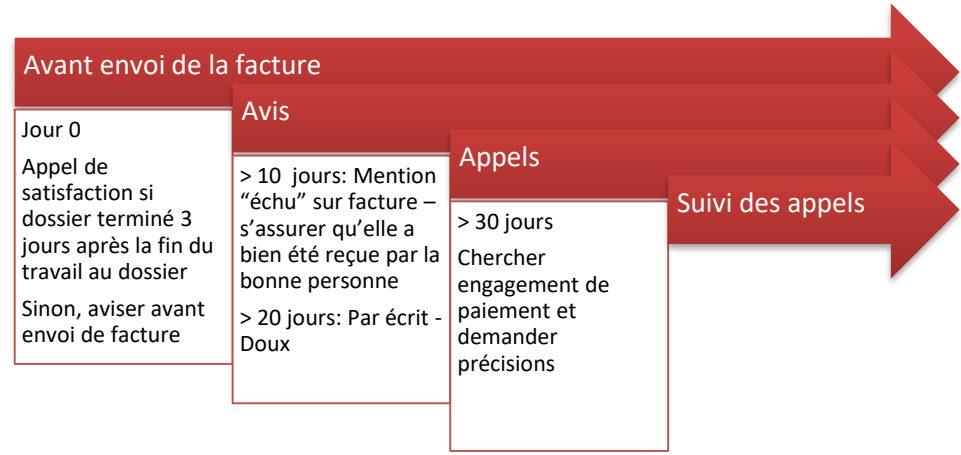 Avant envoi de la facture
Jour 0
Appel de
satisfaction si
dossier terminé 3
jours après la fin du
travail au dossier
Sinon, aviser avant
envoi de facture
Avis
> 10  jours: Mention
“échu” sur facture –
s’assurer qu’elle a
bien été reçue par la
bonne personne
> 20 jours: Par écrit -
Doux
Appels
> 30 jours
Chercher
engagement de
paiement et
demander
précisions
Suivi des appels